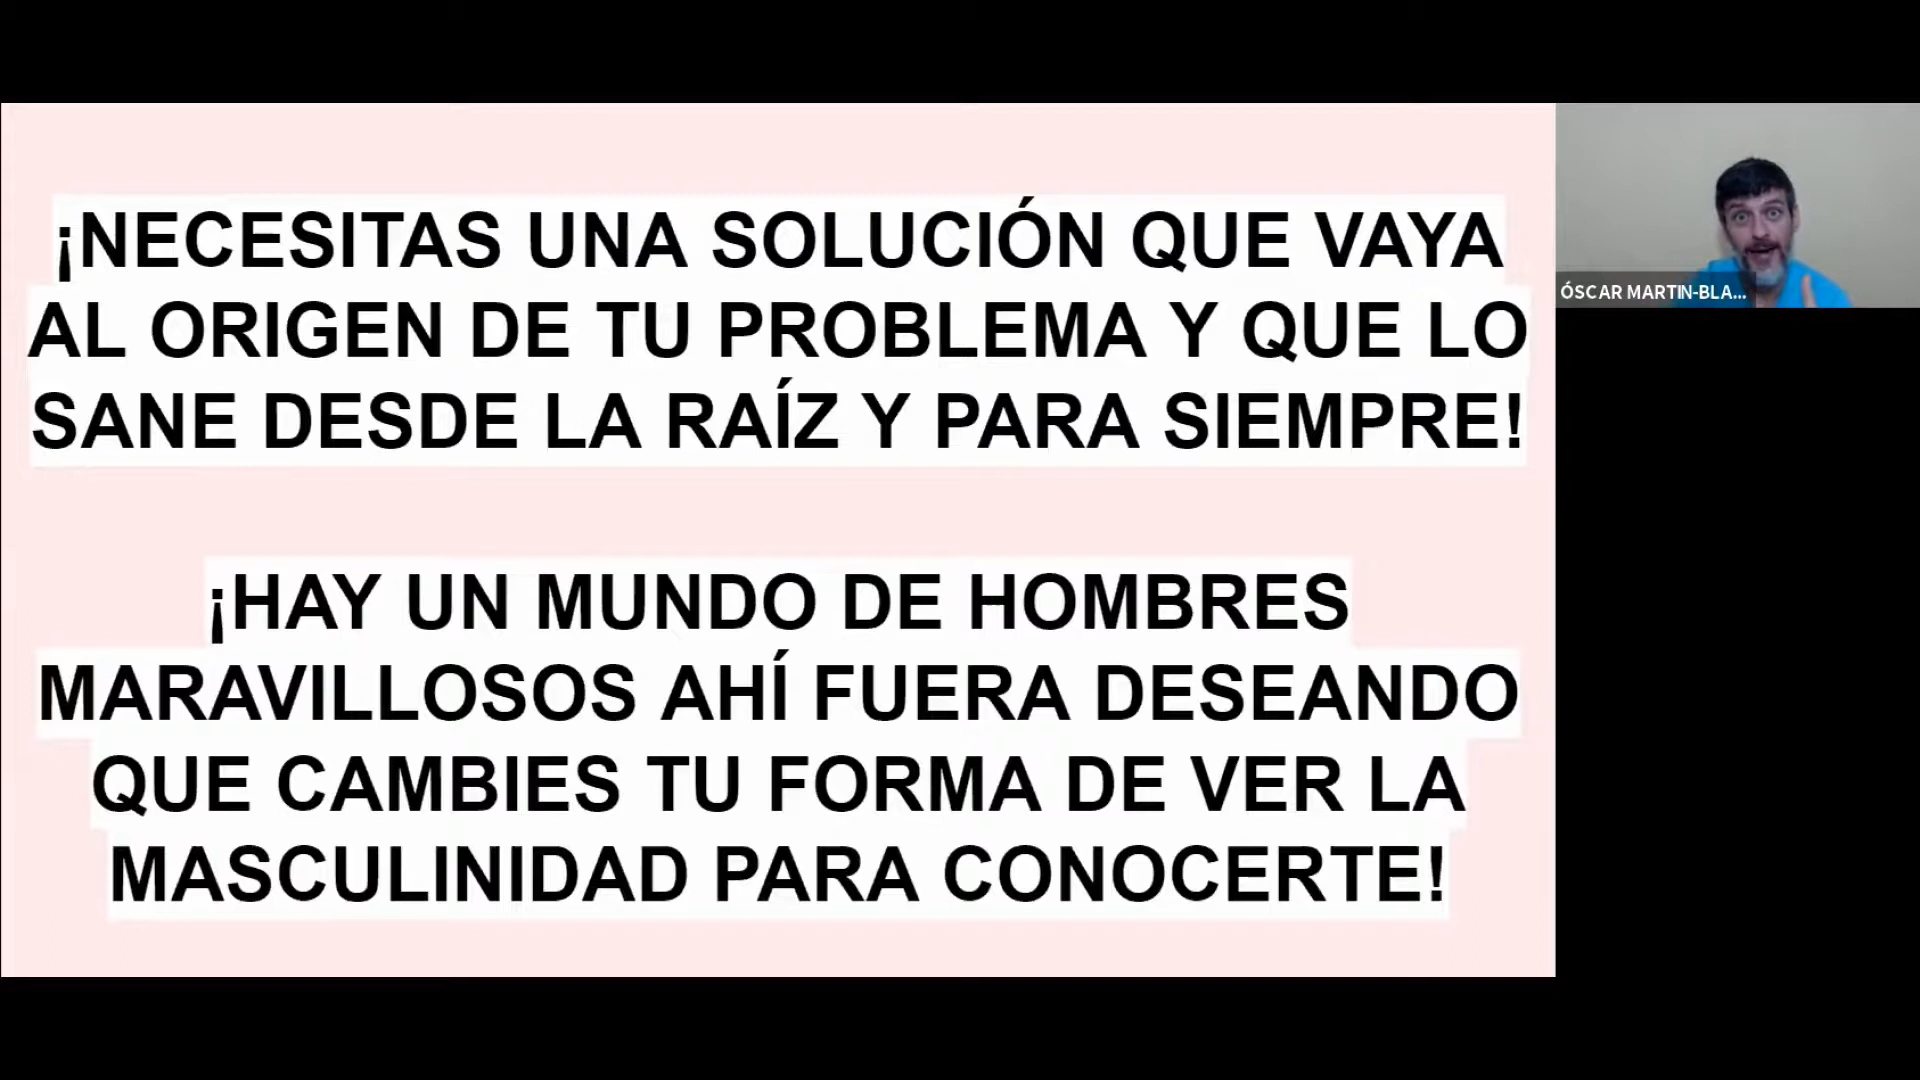 ¡NECESITAS UNA SOLUCIÓN QUE VAYA
AL ORIGEN DE TU PROBLEMA Y QUE LO
SANE DESDE LA RAÍZ Y PARA SIEMPRE!
¡HAY UN MUNDO DE HOMBRES
MARAVILLOSOS AHÍ FUERA DESEANDO
QUE CAMBIES TU FORMA DE VER LA
MASCULINIDAD PARA CONOCERTE!
ÓSCAR MARTIN-BLA...